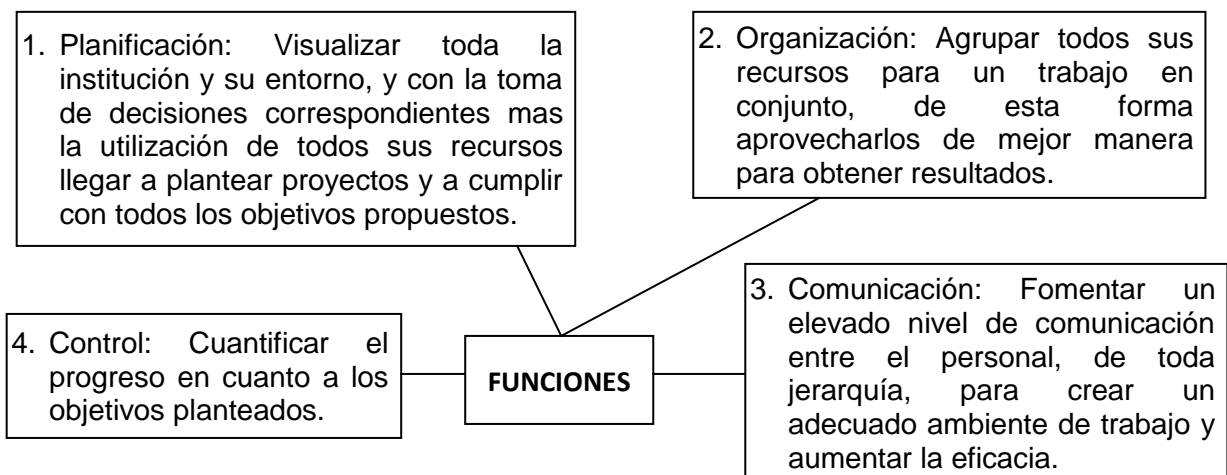 1. Planificación: Visualizar toda la
institución y su entorno, y con la toma
de decisiones correspondientes mas
la utilización de todos sus recursos
llegar a plantear proyectos y a cumplir
con todos los objetivos propuestos.
2. Organización: Agrupar todos sus
recursos para un trabajo en
conjunto, de esta forma
aprovecharlos de mejor manera
para obtener resultados.
3. Comunicación: Fomentar un
elevado nivel de comunicación
entre el personal, de toda
jerarquía, para crear un
adecuado ambiente de trabajo y
aumentar la eficacia.
4. Control: Cuantificar el
progreso en cuanto a los
objetivos planteados.
FUNCIONES